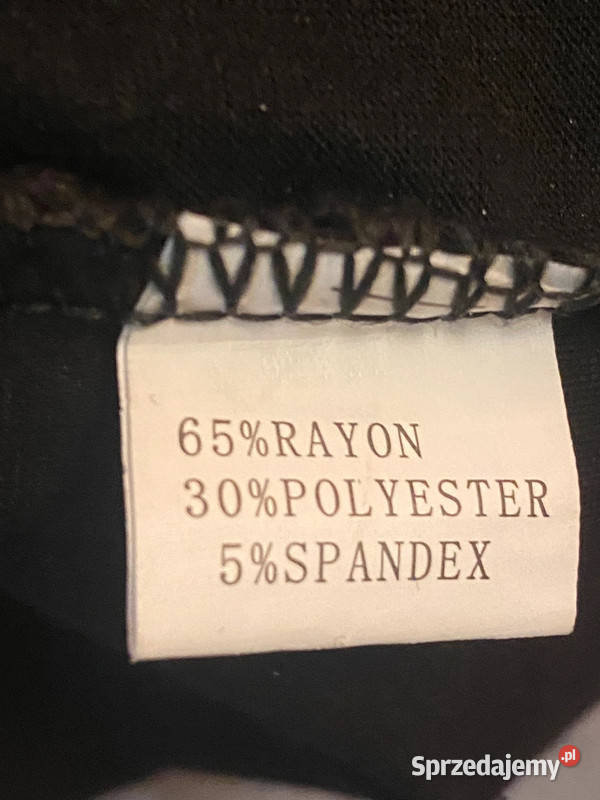 65%RAYON
30%POLYESTER
5%SPANDEX
Sprzedajemy.pl